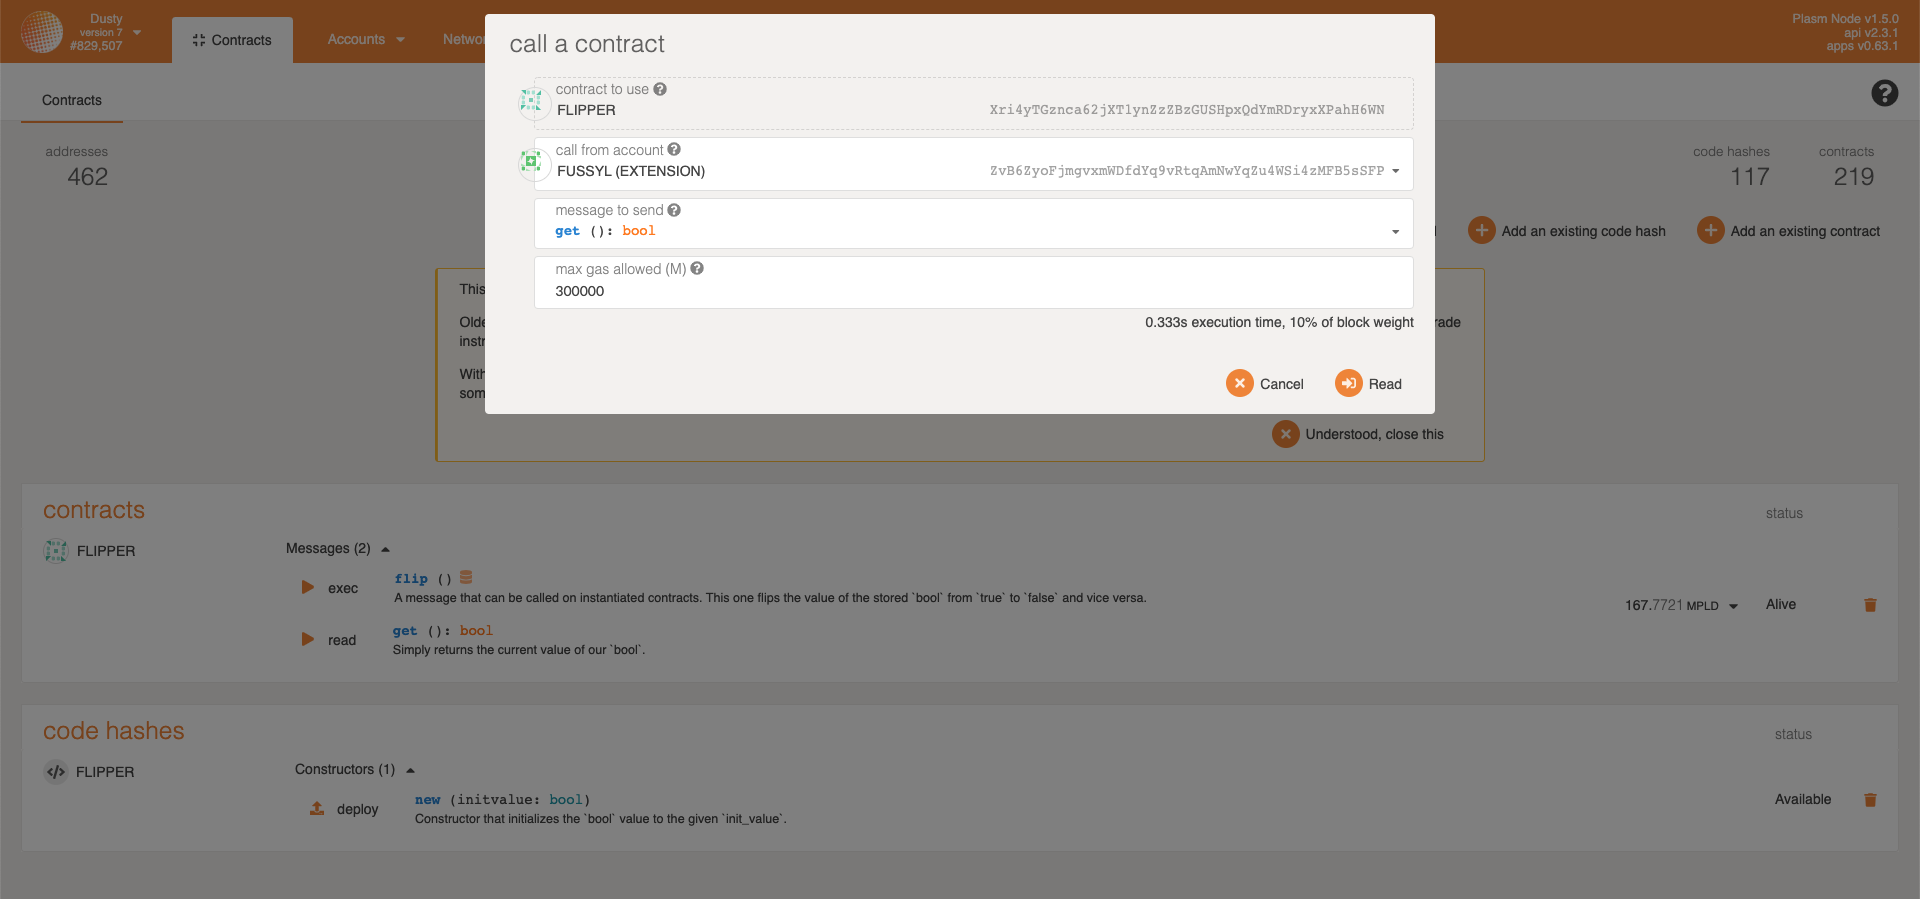 Dusty
version 7
#829,507
Contracts
Accounts
Plasm Node v1.5.0
api v2.3.1
apps v0.63.1
Contracts
addresses
462
code hashes
117
contracts
219
Add an existing code hash
Add an existing contract
call a contract
contract to use
FLIPPER
Xri4yTGznca62jXT1ynZzZBzGUSHpxQdYmRDryxXPahH6WN
call from account
FUSSYL (EXTENSION)
ZvB6ZyoFjmgvxmWDfdYq9vRtqAmNwYqZu4WSi4zMFB5sSFP
message to send
get (): bool
max gas allowed (M)
300000
0.333s execution time, 10% of block weight
Cancel
Read
This
With
Understood, close this
contracts
status
FLIPPER
Messages (2)
exec
flip ()
A message that can be called on instantiated contracts. This one flips the value of the stored `bool` from `true` to `false` and vice versa.
read
get (): bool
Simply returns the current value of our `bool`.
167.7721 MPLD
Alive
code hashes
status
FLIPPER
Constructors (1)
deploy
new (initvalue: bool)
Constructor that initializes the `bool` value to the given `init_value`.
Available